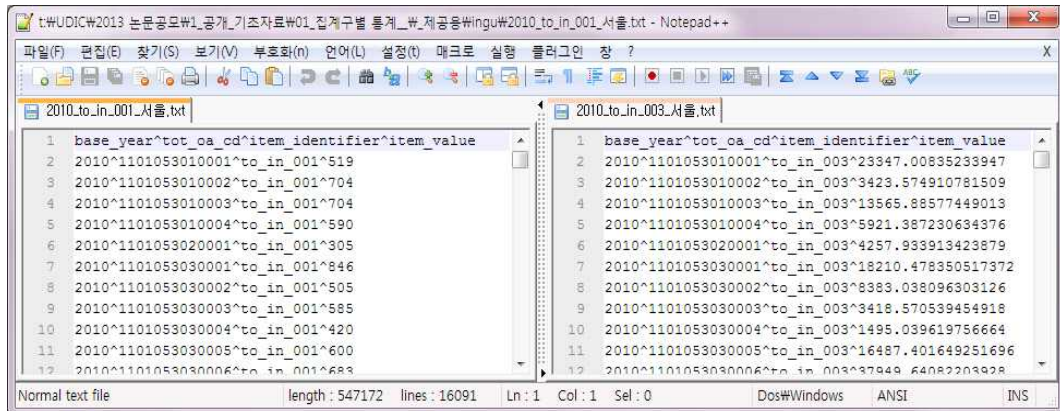 t:₩UDIC₩2013 논문공모₩1_공개_기초자료₩01_집계구별 통계_₩_제공용₩ingu₩2010_to_in_001_서울.txt - Notepad++
파일(F) 편집(E) 찾기(S) 보기(V) 부호화(n) 언어(L) 설정(t) 매크로 실행 플러그인 창 ? X
2010_to_in_001_서울.txt
1 base_year^tot_oa_cd^item_identifier^item_value
2 2010^1101053010001^to_in_001^519
3 2010^1101053010002^to_in_001^704
4 2010^1101053010003^to_in_001^704
5 2010^1101053010004^to_in_001^590
6 2010^1101053020001^to_in_001^305
7 2010^1101053030001^to_in_001^846
8 2010^1101053030002^to_in_001^505
9 2010^1101053030003^to_in_001^585
10 2010^1101053030004^to_in_001^420
11 2010^1101053030005^to_in_001^600
12 2010^1101053030006^to_in_001^683
2010_to_in_003_서울.txt
1 base_year^tot_oa_cd^item_identifier^item_value
2 2010^1101053010001^to_in_003^23347.00835233947
3 2010^1101053010002^to_in_003^3423.574910781509
4 2010^1101053010003^to_in_003^13565.88577449013
5 2010^1101053010004^to_in_003^5921.387230634376
6 2010^1101053020001^to_in_003^4257.933913423879
7 2010^1101053030001^to_in_003^18210.478350517372
8 2010^1101053030002^to_in_003^8383.038096303126
9 2010^1101053030003^to_in_003^3418.570539454918
10 2010^1101053030004^to_in_003^1495.039619756664
11 2010^1101053030005^to_in_003^16487.401649251696
12 2010^1101053030006^to_in_003^37949.64082203928
Normal text file length : 547172 lines : 16091 Ln : 1 Col : 1 Sel : 0 Dos₩Windows ANSI INS